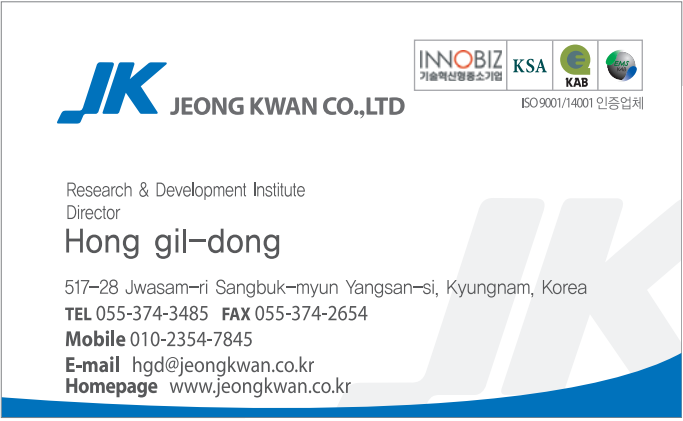 JK JEONG KWAN CO.,LTD
INNOBIZ
기술혁신형중소기업
KSA
KAB
EMS
KAB
ISO 9001/14001 인증업체
Research & Development Institute
Director
Hong gil-dong
517-28 Jwasam-ri Sangbuk-myun Yangsan-si, Kyungnam, Korea
TEL 055-374-3485 FAX 055-374-2654
Mobile 010-2354-7845
E-mail hgd@jeongkwan.co.kr
Homepage www.jeongkwan.co.kr
JK